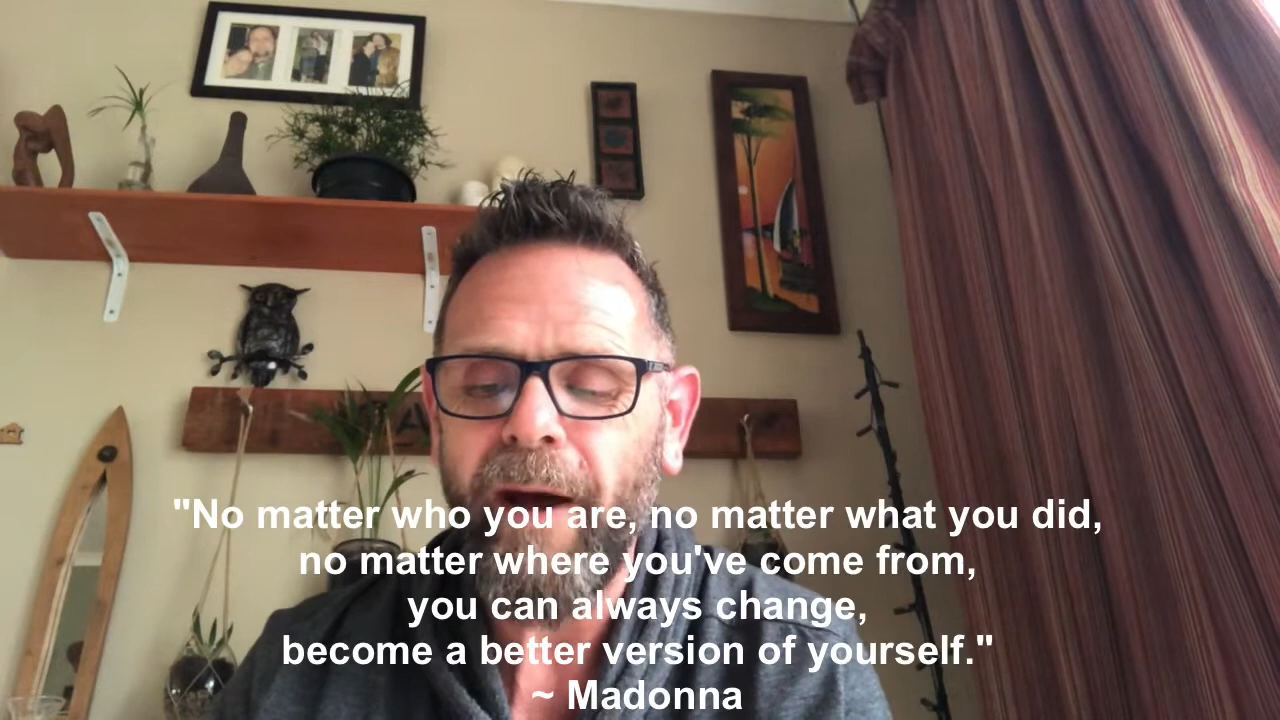 "No matter who you are, no matter what you did,
no matter where you've come from,
you can always change,
become a better version of yourself."
~ Madonna